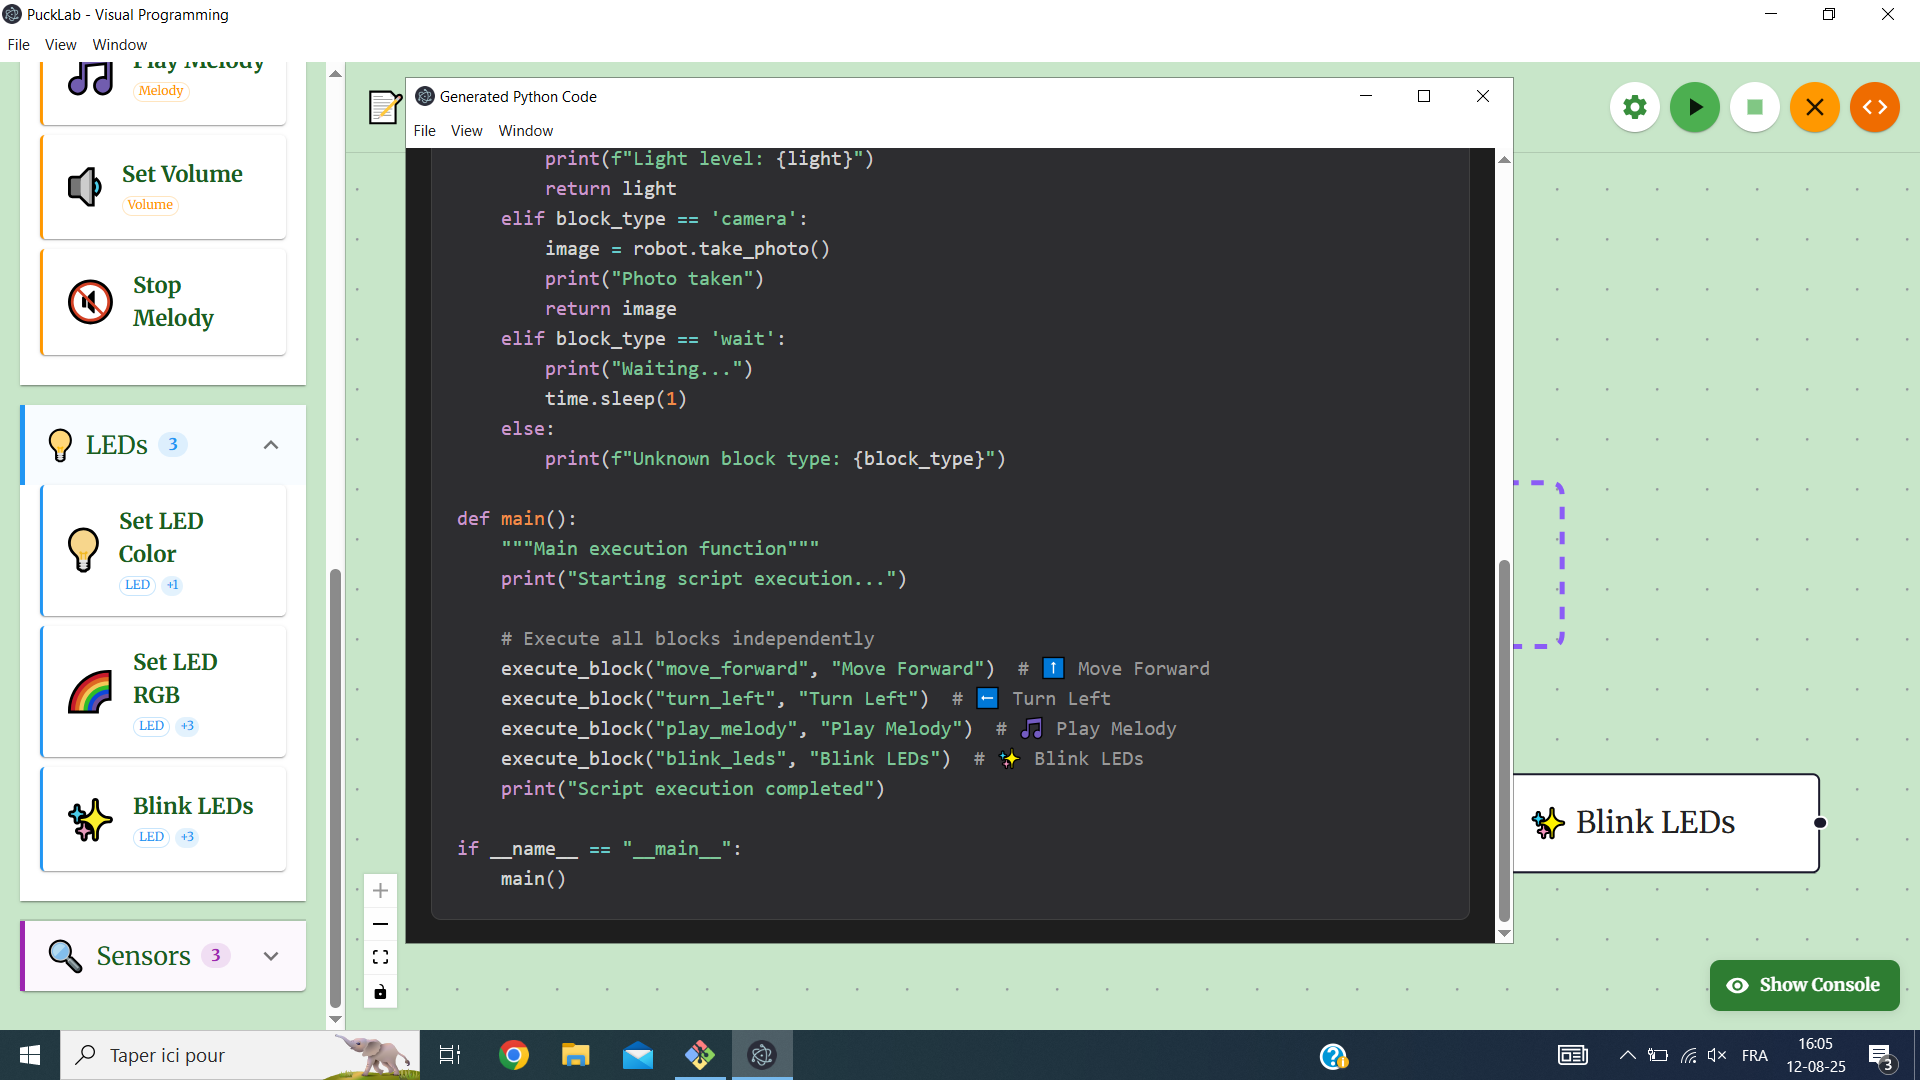 PuckLab - Visual Programming
File View Window
Play Melody
Melody
Set Volume
Volume
Stop
Melody
LEDs 3
Set LED
Color
LED +1
Set LED
RGB
LED +3
Blink LEDs
LED +3
Sensors 3
Generated Python Code
File View Window
print(f"Light level: {light}")
return light
elif block_type == 'camera':
image = robot.take_photo()
print("Photo taken")
return image
elif block_type == 'wait':
print("Waiting...")
time.sleep(1)
else:
print(f"Unknown block type: {block_type}")
def main():
"""Main execution function"""
print("Starting script execution...")
# Execute all blocks independently
execute_block("move_forward", "Move Forward")  # ⬆️ Move Forward
execute_block("turn_left", "Turn Left")  # ⬅️ Turn Left
execute_block("play_melody", "Play Melody")  # 🎵 Play Melody
execute_block("blink_leds", "Blink LEDs")  # ✨ Blink LEDs
print("Script execution completed")
if __name__ == "__main__":
main()
✨ Blink LEDs
Show Console
Taper ici pour
FRA
16:05
12-08-25
3